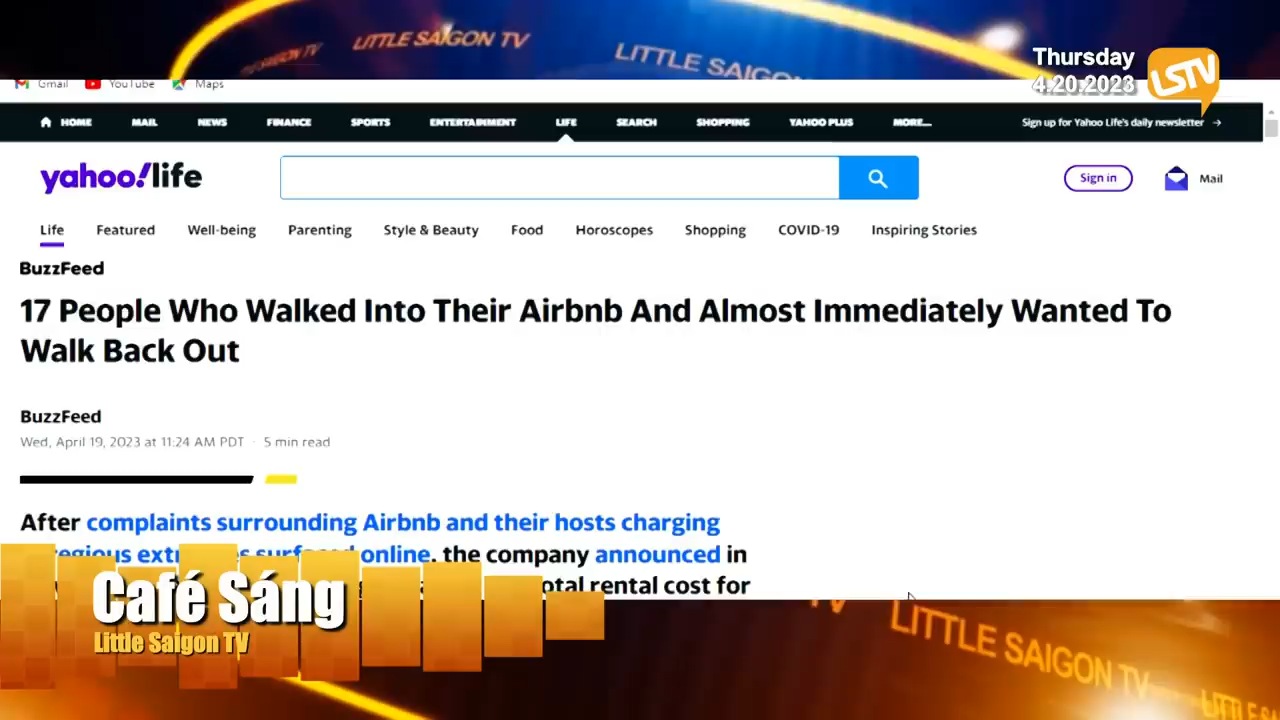 LITTLE SAIGON TV
LITTLE SAIGON
Thursday
4.20.2023
LSTV
Gmail YouTube Maps
HOME MAIL NEWS FINANCE SPORTS ENTERTAINMENT LIFE SEARCH SHOPPING YAHOO PLUS MORE... Sign up for Yahoo Life's daily newsletter →
yahoo!life
Sign in
Mail
Life Featured Well-being Parenting Style & Beauty Food Horoscopes Shopping COVID-19 Inspiring Stories
BuzzFeed
17 People Who Walked Into Their Airbnb And Almost Immediately Wanted To
Walk Back Out
BuzzFeed
Wed, April 19, 2023 at 11:24 AM PDT · 5 min read
After complaints surrounding Airbnb and their hosts charging
online, the company announced in
rental cost for
Café Sáng
Little Saigon TV
TV
LITTLE SAIGON TV